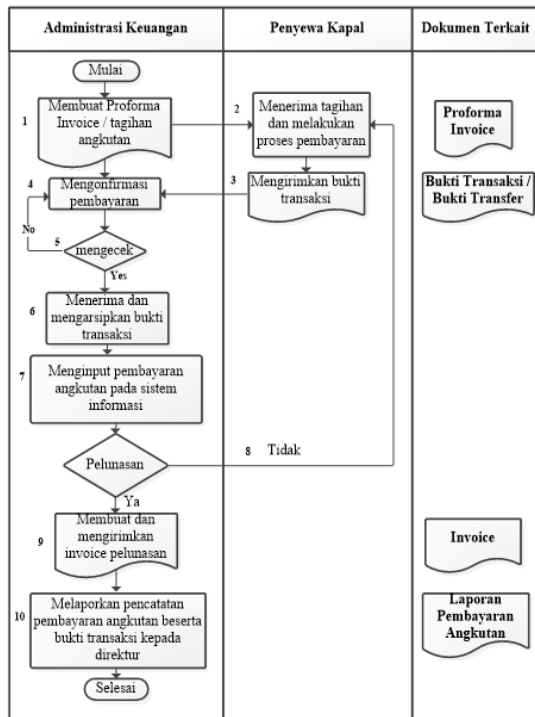 Administrasi Keuangan
Penyewa Kapal
Dokumen Terkait
Mulai
1
Membuat Proforma
Invoice / tagihan
angkutan
2
Menerima tagihan
dan melakukan
proses pembayaran
Proforma
Invoice
4
Mengonfirmasi
pembayaran
3
Mengirimkan bukti
transaksi
Bukti Transaksi /
Bukti Transfer
No
5
mengecek
Yes
6
Menerima dan
mengarsipkan bukti
transaksi
7
Menginput pembayaran
angkutan pada sistem
informasi
Pelunasan
8 Tidak
Ya
9
Membuat dan
mengirimkan
invoice pelunasan
Invoice
10
Melaporkan pencatatan
pembayaran angkutan beserta
bukti transaksi kepada
direktur
Laporan
Pembayaran
Angkutan
Selesai